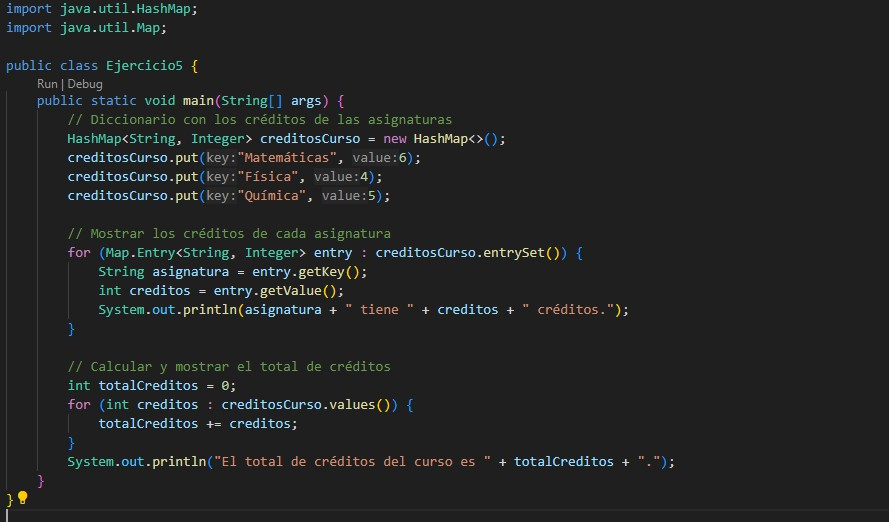 import java.util.HashMap;
import java.util.Map;
public class Ejercicio5 {
Run | Debug
public static void main(String[] args) {
// Diccionario con los créditos de las asignaturas
HashMap<String, Integer> creditosCurso = new HashMap<>();
creditosCurso.put(key:"Matemáticas", value:6);
creditosCurso.put(key:"Física", value:4);
creditosCurso.put(key:"Química", value:5);
// Mostrar los créditos de cada asignatura
for (Map.Entry<String, Integer> entry : creditosCurso.entrySet()) {
String asignatura = entry.getKey();
int creditos = entry.getValue();
System.out.println(asignatura + " tiene " + creditos + " créditos.");
}
// Calcular y mostrar el total de créditos
int totalCreditos = 0;
for (int creditos : creditosCurso.values()) {
totalCreditos += creditos;
}
System.out.println("El total de créditos del curso es " + totalCreditos + ".");
}
}